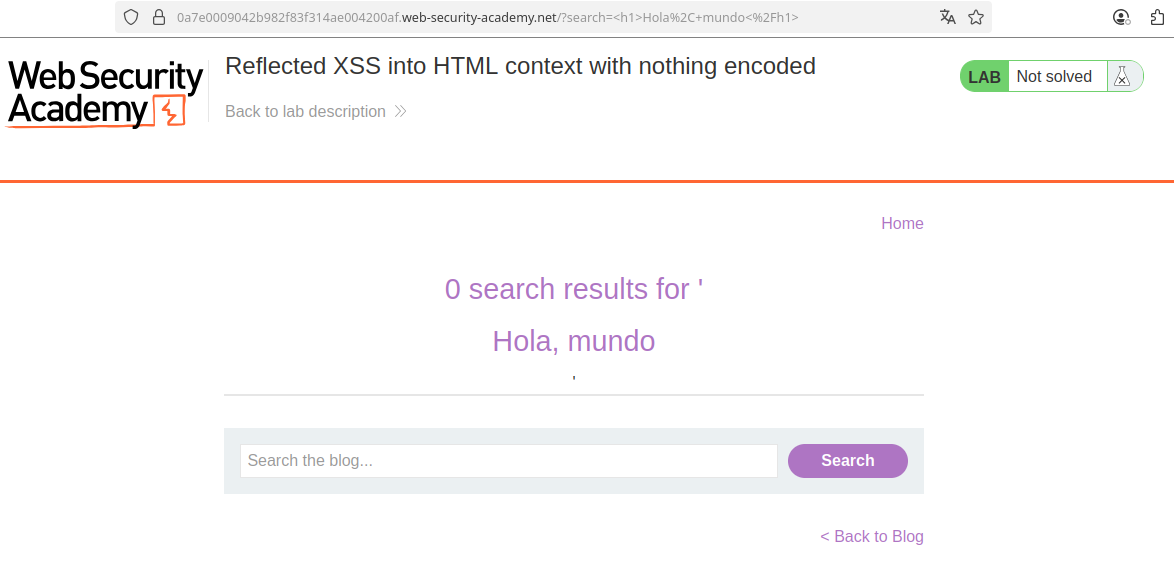 0a7e0009042b982f83f314ae004200af.web-security-academy.net/?search=<h1>Hola%2C+mundo<%2Fh1>
Web Security
Academy
Reflected XSS into HTML context with nothing encoded
Back to lab description
LAB Not solved
Home
0 search results for '
Hola, mundo
'
Search the blog... Search
< Back to Blog